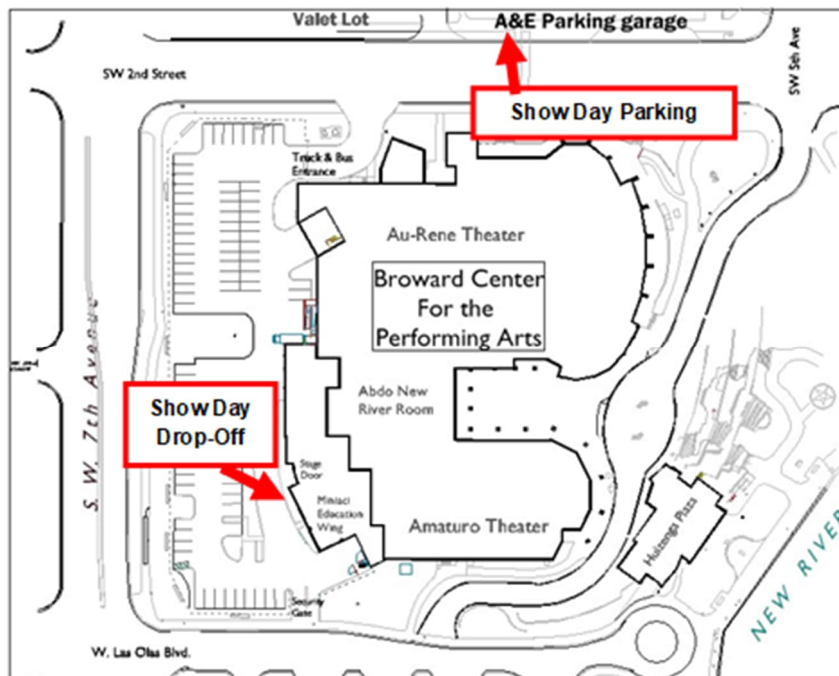 Valet Lot
A&E Parking garage
SW 2nd Street
SW 5th Ave
Show Day Parking
Truck & Bus
Entrance
Au-Rene Theater
Broward Center
For the
Performing Arts
S. W. 7th Avenue
Show Day
Drop-Off
Abdo New
River Room
Stage
Door
Miniaci
Education
Wing
Amaturo Theater
Huizenga Plaza
NEW RIVER
Security
Gate
W. Las Olas Blvd.